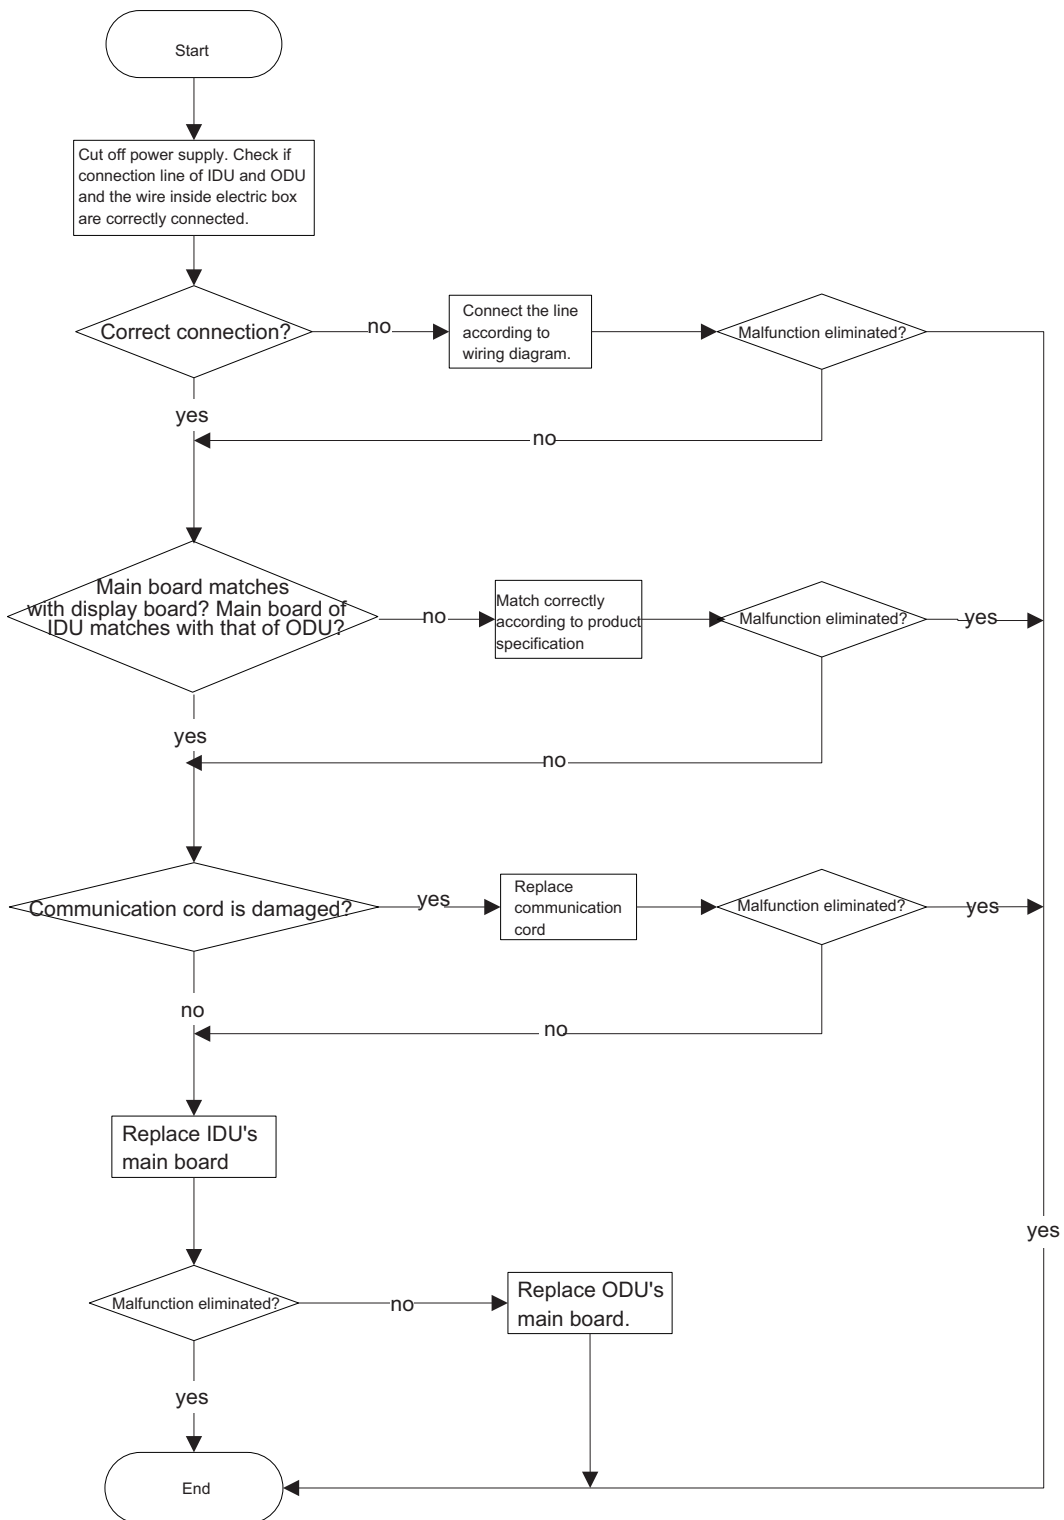 Start
Cut off power supply. Check if
connection line of IDU and ODU
and the wire inside electric box
are correctly connected.
Correct connection?
no
Connect the line
according to
wiring diagram.
Malfunction eliminated?
yes
no
Main board matches
with display board? Main board of
IDU matches with that of ODU?
no
Match correctly
according to product
specification
Malfunction eliminated?
yes
yes
no
Communication cord is damaged?
yes
Replace
communication
cord
Malfunction eliminated?
yes
no
no
Replace IDU's
main board
yes
Malfunction eliminated?
no
Replace ODU's
main board.
yes
End